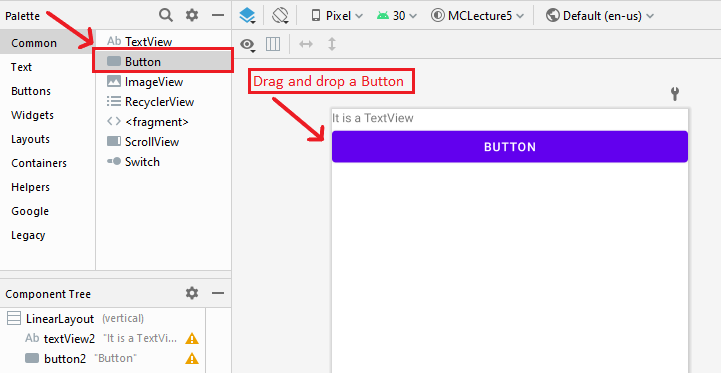 Palette
Pixel
30
MCLecture5
Default (en-us)
Common
Text
Buttons
Widgets
Layouts
Containers
Helpers
Google
Legacy
Ab TextView
Button
ImageView
RecyclerView
<fragment>
ScrollView
Switch
Drag and drop a Button
It is a TextView
BUTTON
Component Tree
LinearLayout (vertical)
Ab textView2 "It is a TextVi...
button2 "Button"